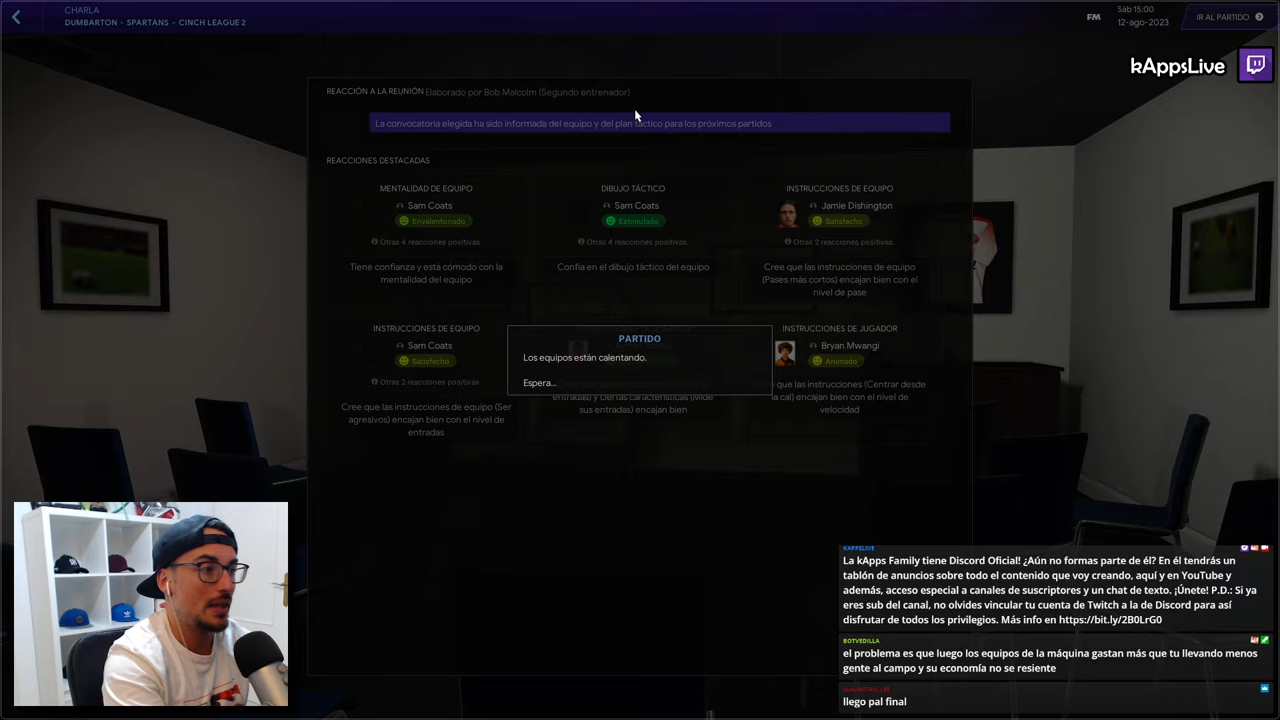 CHARLA
DUMBARTON - SPARTANS - CINCH LEAGUE 2
FM
Sáb 15:00
12-ago-2023
IR AL PARTIDO
kAppsLive
REACCIÓN A LA REUNIÓN Elaborado por Bob Malcolm (Segundo entrenador)
La convocatoria elegida ha sido informada del equipo y del plan táctico para los próximos partidos
REACCIONES DESTACADAS
MENTALIDAD DE EQUIPO
Sam Coats
Envalentonado
Otras 4 reacciones positivas
Tiene confianza y está cómodo con la
mentalidad del equipo
DIBUJO TÁCTICO
Sam Coats
Estimulado
Otras 4 reacciones positivas.
Confía en el dibujo táctico del equipo
INSTRUCCIONES DE EQUIPO
Jamie Dishington
Satisfecho
Otras 2 reacciones positivas.
Cree que las instrucciones de equipo
(Pases más cortos) encajan bien con el
nivel de pase
INSTRUCCIONES DE EQUIPO
Sam Coats
Satisfecho
Otras 2 reacciones positivas
Cree que las instrucciones de equipo (Ser
agresivos) encajan bien con el nivel de
entradas
PARTIDO
Los equipos están calentando.
Espera...
entradas) y ciertas características (Mide
sus entradas) encajan bien
INSTRUCCIONES DE JUGADOR
Bryan Mwangi
Animado
que las instrucciones (Centrar desde
la cal) encajan bien con el nivel de
velocidad
KAPPSLIVE
La kApps Family tiene Discord Oficial! ¿Aún no formas parte de él? En él tendrás un
tablón de anuncios sobre todo el contenido que voy creando, aquí y en YouTube y
además, acceso especial a canales de suscriptores y un chat de texto. ¡Únete! P.D.: Si ya
eres sub del canal, no olvides vincular tu cuenta de Twitch a la de Discord para así
disfrutar de todos los privilegios. Más info en https://bit.ly/2B0LrG0
BOTVEDILLA
el problema es que luego los equipos de la máquina gastan más que tu llevando menos
gente al campo y su economía no se resiente
llego pal final